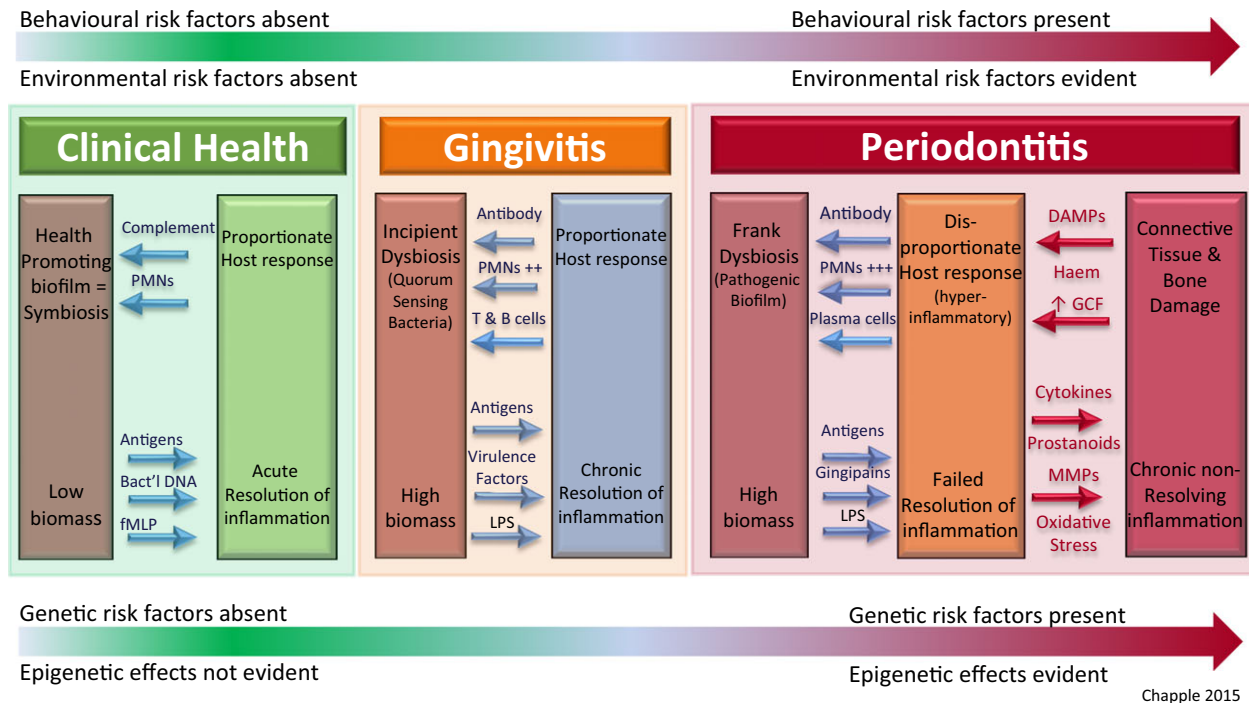 Behavioural risk factors absent
Behavioural risk factors present
Environmental risk factors absent
Environmental risk factors evident
Clinical Health
Health
Promoting
biofilm =
Symbiosis
Low
biomass
Complement
PMNs
Antigens
Bact'l DNA
fMLP
Proportionate
Host response
Acute
Resolution of
inflammation
Gingivitis
Incipient
Dysbiosis
(Quorum
Sensing
Bacteria)
High
biomass
Antibody
PMNs ++
T & B cells
Antigens
Virulence
Factors
LPS
Proportionate
Host response
Chronic
Resolution of
inflammation
Periodontitis
Frank
Dysbiosis
(Pathogenic
Biofilm)
High
biomass
Antibody
PMNs +++
Plasma cells
Antigens
Gingipains
LPS
Dis-
proportionate
Host response
(hyper-
inflammatory)
Failed
Resolution of
inflammation
DAMPs
Haem
↑ GCF
Cytokines
Prostanoids
MMPs
Oxidative
Stress
Connective
Tissue &
Bone
Damage
Chronic non-
Resolving
inflammation
Genetic risk factors absent
Genetic risk factors present
Epigenetic effects not evident
Epigenetic effects evident
Chapple 2015